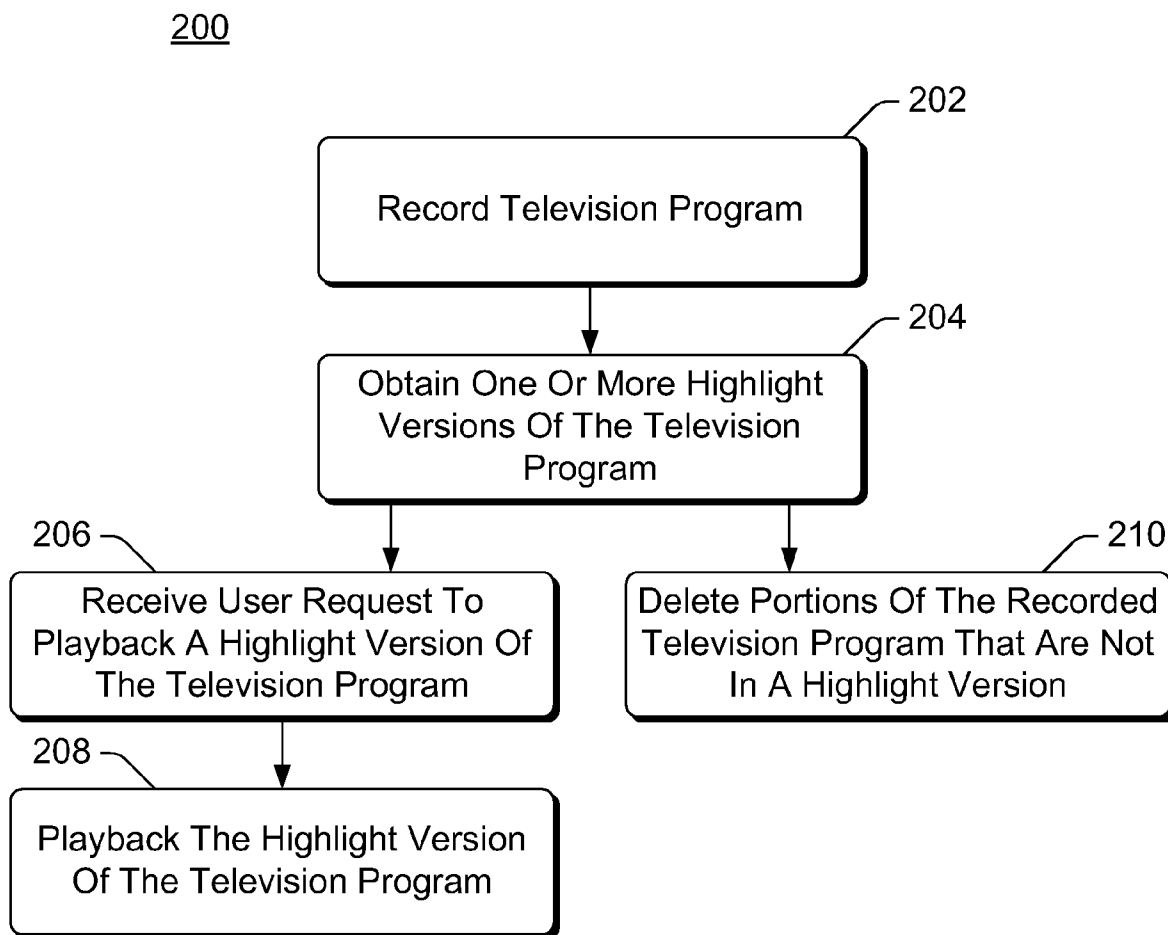 200
202
Record Television Program
204
Obtain One Or More Highlight
Versions Of The Television
Program
206
Receive User Request To
Playback A Highlight Version Of
The Television Program
210
Delete Portions Of The Recorded
Television Program That Are Not
In A Highlight Version
208
Playback The Highlight Version
Of The Television Program